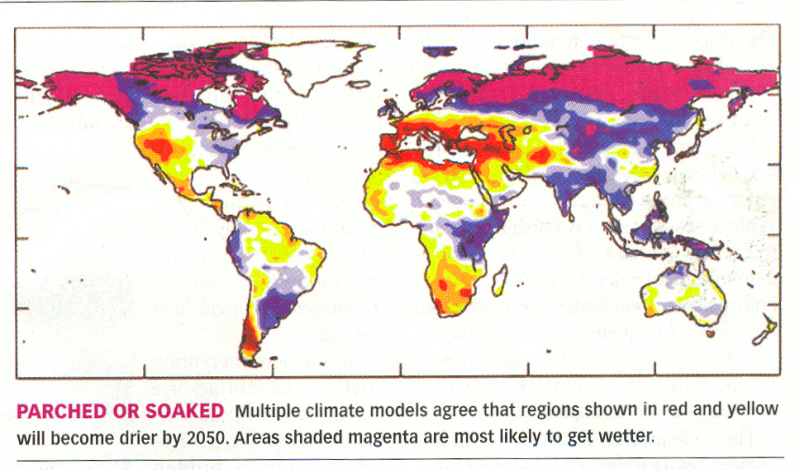 PARCHED OR SOAKED Multiple climate models agree that regions shown in red and yellow
will become drier by 2050. Areas shaded magenta are most likely to get wetter.